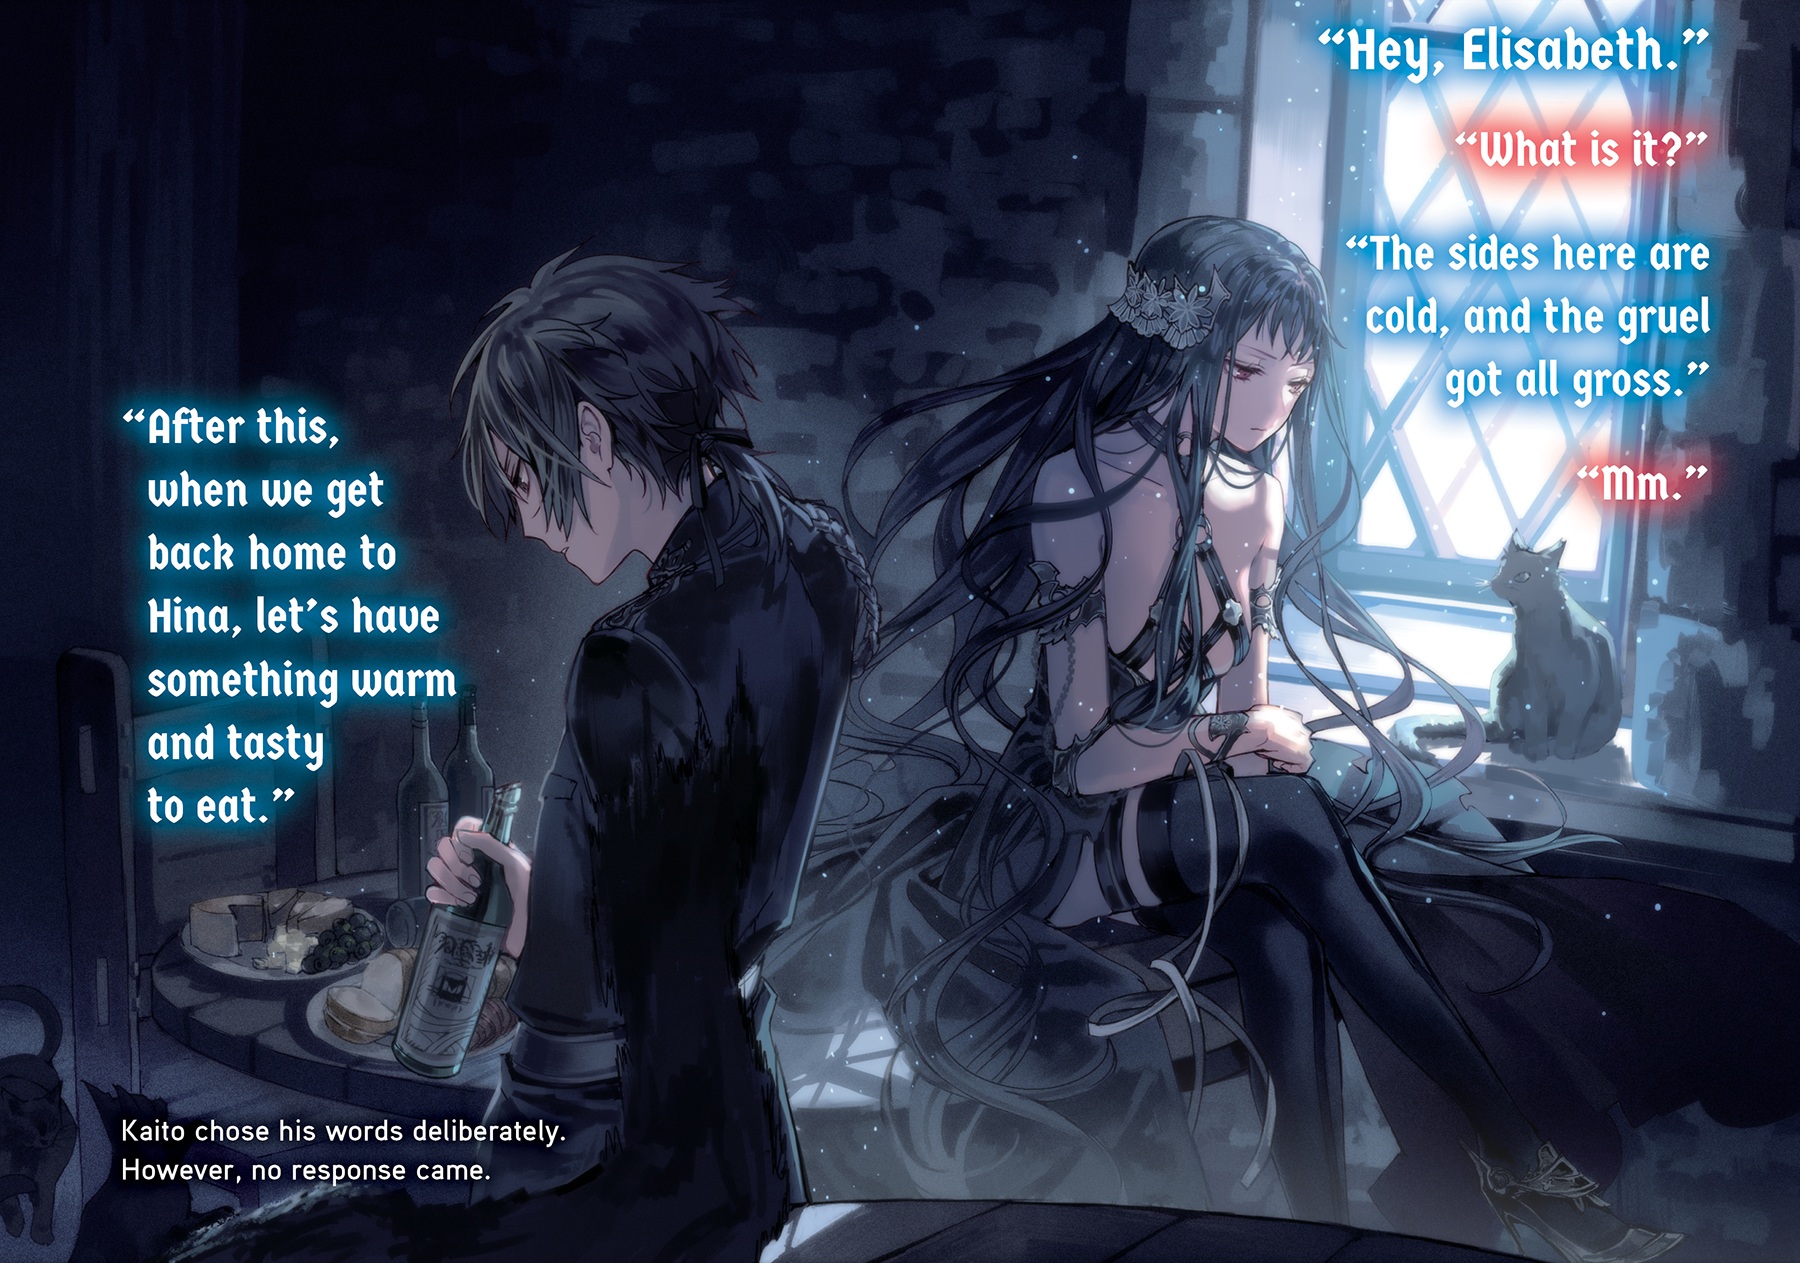 “Hey, Elisabeth.”
“What is it?”
“The sides here are
cold, and the gruel
got all gross.”
“Mm.”
“After this,
when we get
back home to
Hina, let’s have
something warm
and tasty
to eat.”
Kaito chose his words deliberately.
However, no response came.